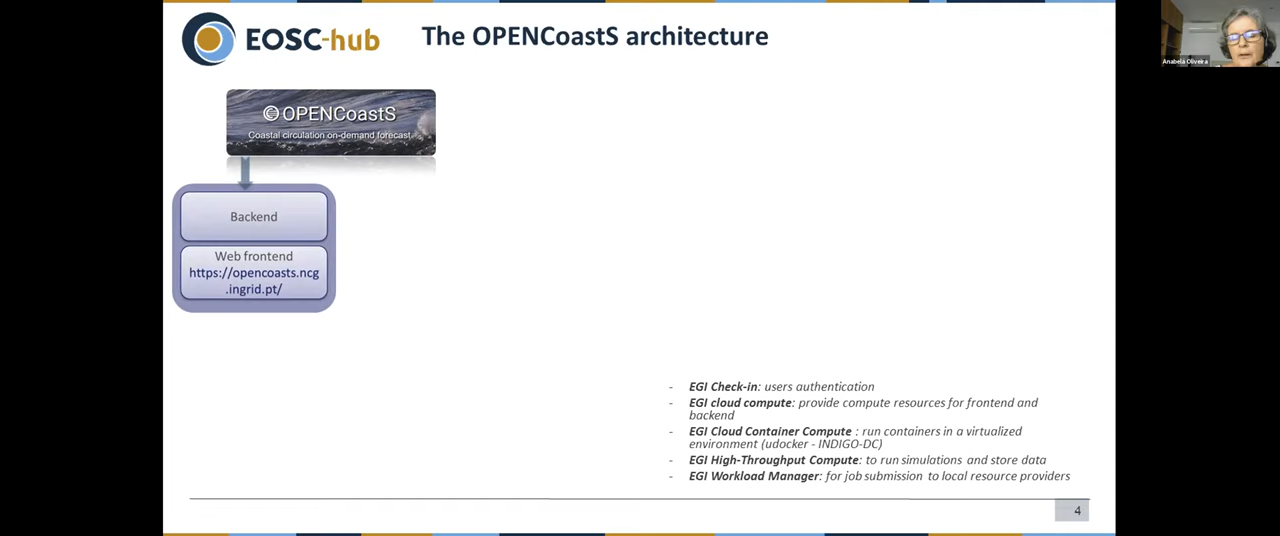 EOSC-hub
The OPENCoastS architecture
Anabela Oliveira
OPENCoastS
Coastal circulation on-demand forecast
Backend
Web frontend
https://opencoasts.ncg
.ingrid.pt/
- EGI Check-in: users authentication
- EGI cloud compute: provide compute resources for frontend and
backend
- EGI Cloud Container Compute : run containers in a virtualized
environment (udocker - INDIGO-DC)
- EGI High-Throughput Compute: to run simulations and store data
- EGI Workload Manager: for job submission to local resource providers
4